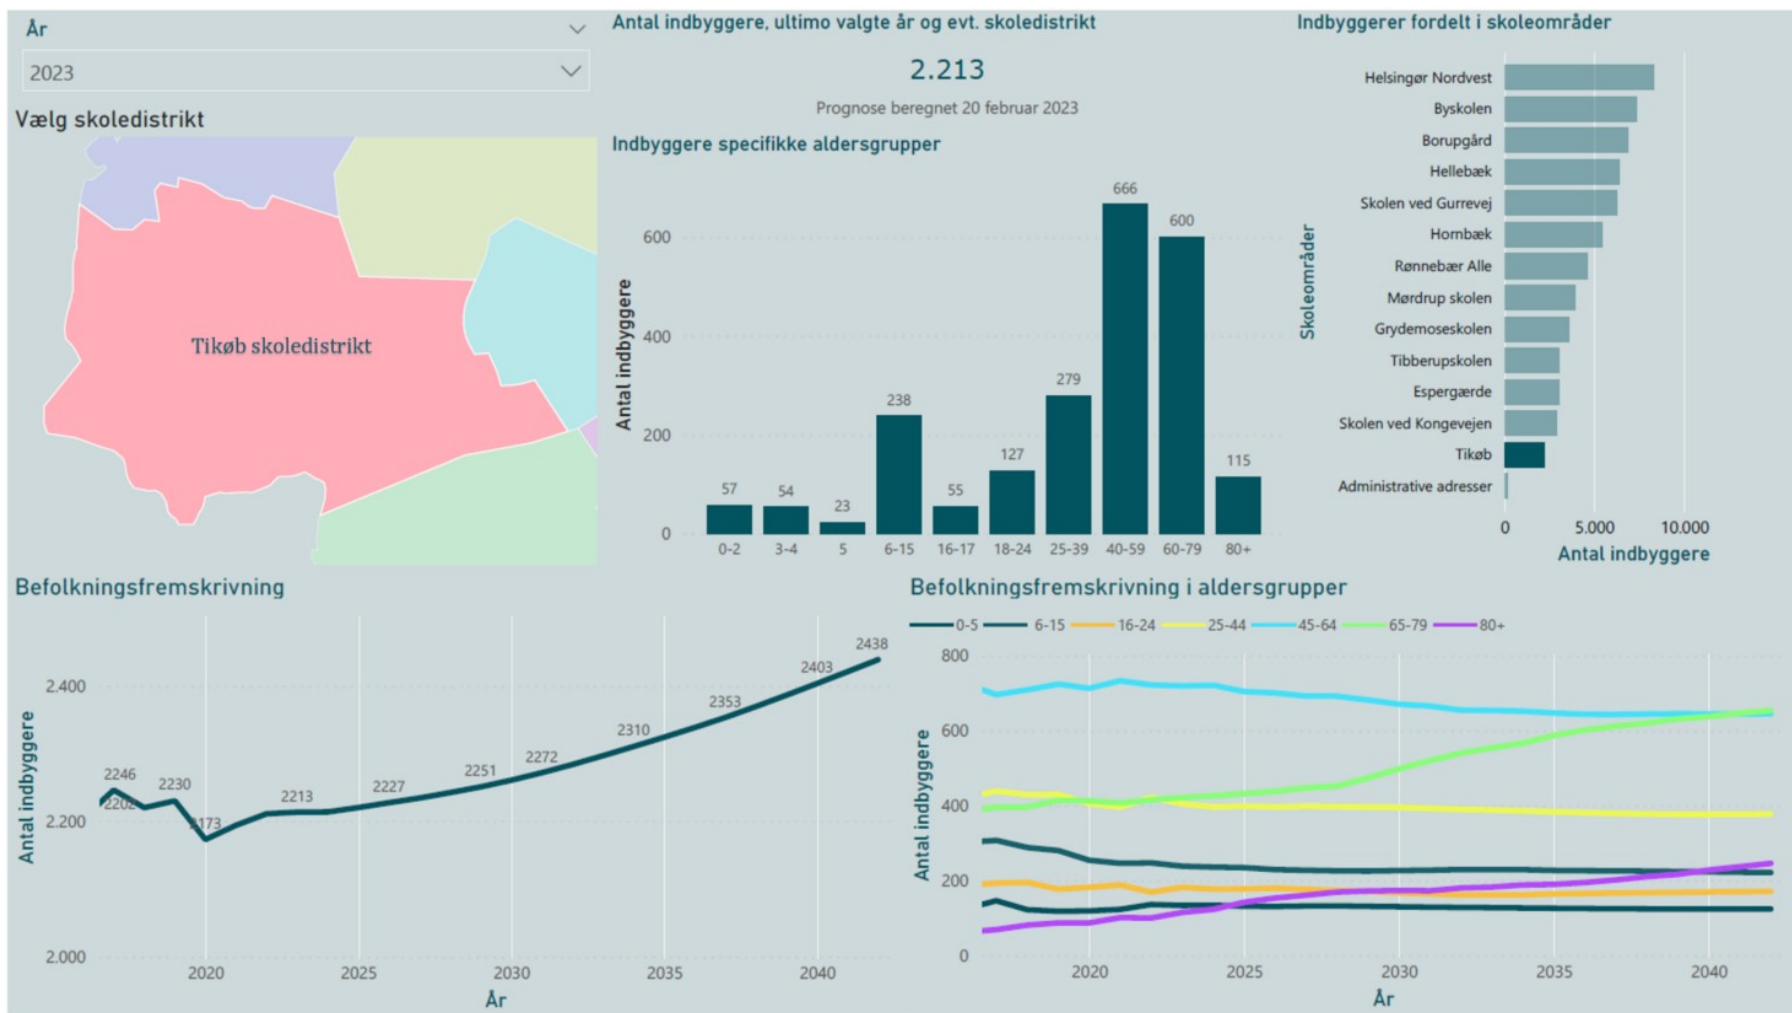 År
2023
Vælg skoledistrikt
Tikøb skoledistrikt
Antal indbyggere, ultimo valgte år og evt. skoledistrikt
2.213
Prognose beregnet 20 februar 2023
Indbyggere specifikke aldersgrupper
Antal indbyggere
600
400
200
0
57
54
23
238
55
127
279
666
600
115
0-2
3-4
5
6-15
16-17
18-24
25-39
40-59
60-79
80+
Indbyggerer fordelt i skoleområder
Skoleområder
Helsingør Nordvest
Byskolen
Borupgård
Hellebæk
Skolen ved Gurrevej
Hornbæk
Rønnebær Alle
Mørdrup skolen
Grydemoseskolen
Tibberupskolen
Espergærde
Skolen ved Kongevejen
Tikøb
Administrative adresser
0
5.000
10.000
Antal indbyggere
Befolkningsfremskrivning
Antal indbyggere
2.400
2.200
2.000
2202
2246
2230
2173
2213
2227
2251
2272
2310
2353
2403
2438
2020
2025
2030
2035
2040
År
Befolkningsfremskrivning i aldersgrupper
0-5
6-15
16-24
25-44
45-64
65-79
80+
Antal indbyggere
800
600
400
200
0
2020
2025
2030
2035
2040
År